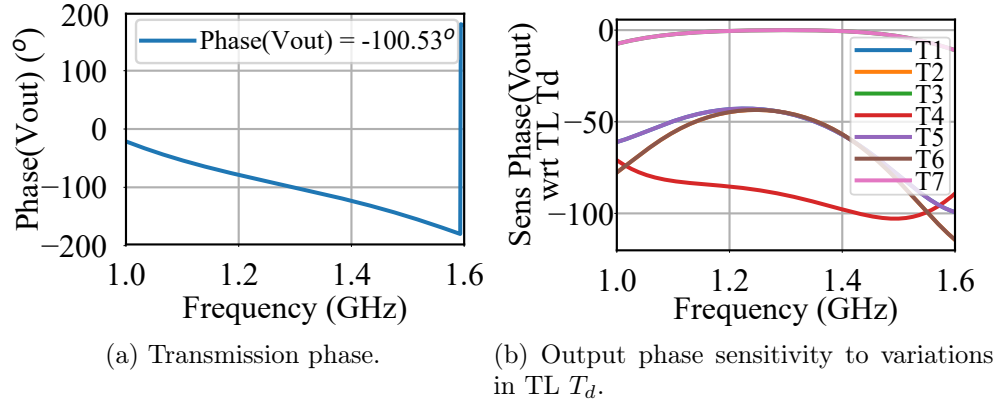 200
100
0
−100
−200
Phase(Vout) (°)
Phase(Vout) = -100.53°
1.0
1.2
1.4
1.6
Frequency (GHz)
(a) Transmission phase.
0
−50
−100
Sens Phase(Vout)
wrt TL Td
T1
T2
T3
T4
T5
T6
T7
1.0
1.2
1.4
1.6
Frequency (GHz)
(b) Output phase sensitivity to variations
in TL Td.